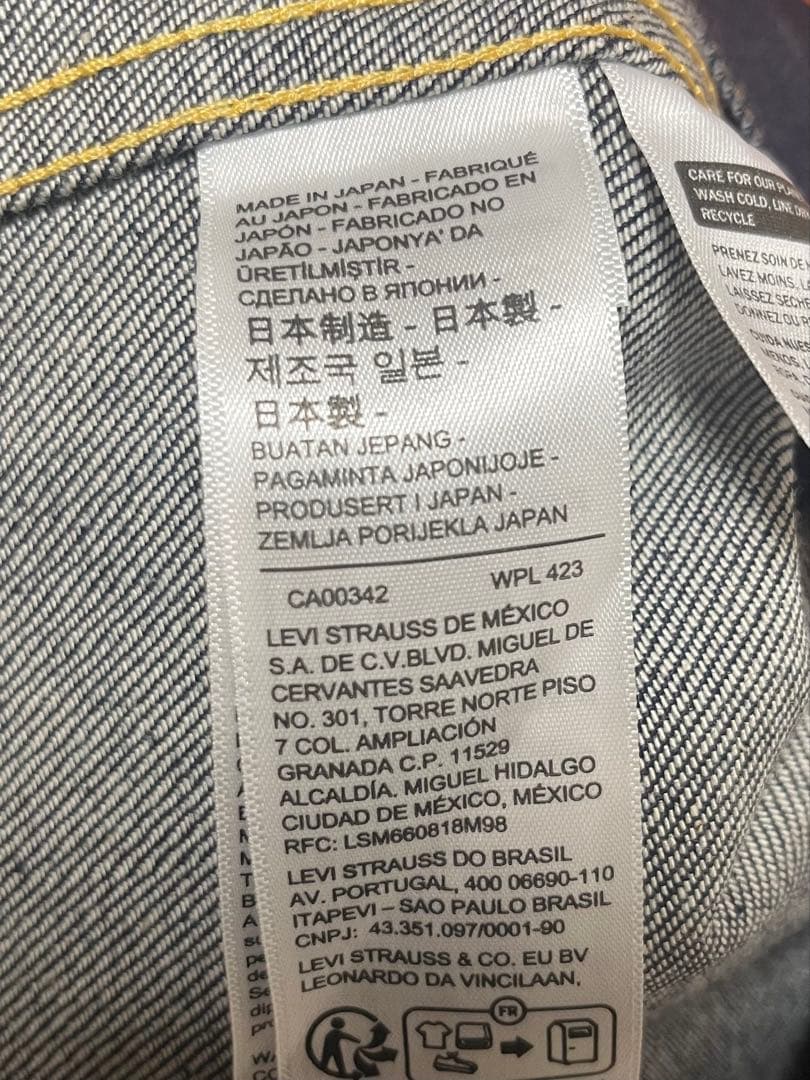 MADE IN JAPAN - FABRIQUÉ
AU JAPON - FABRICADO EN
JAPÓN - FABRICADO NO
JAPÃO - JAPONYA' DA
ÜRETİLMİŞTİR -
СДЕЛАНО В ЯПОНИИ -
日本制造 - 日本製 -
제조국 일본 -
日本製 -
BUATAN JEPANG -
PAGAMINTA JAPONIJOJE -
PRODUSERT I JAPAN -
ZEMLJA PORIJEKLA JAPAN
CA00342 WPL 423
LEVI STRAUSS DE MÉXICO
S.A. DE C.V.BLVD. MIGUEL DE
CERVANTES SAAVEDRA
NO. 301, TORRE NORTE PISO
7 COL. AMPLIACIÓN
GRANADA C.P. 11529
ALCALDÍA. MIGUEL HIDALGO
CIUDAD DE MÉXICO, MÉXICO
RFC: LSM660818M98
LEVI STRAUSS DO BRASIL
AV. PORTUGAL, 400 06690-110
ITAPEVI – SAO PAULO BRASIL
CNPJ: 43.351.097/0001-90
LEVI STRAUSS & CO. EU BV
LEONARDO DA VINCILAAN,
FR
CARE FOR OUR
WASH COLD, LINE
RECYCLE
PRENEZ SOIN DE
LAVEZ MOINS,
LAISSEZ
DONNEZ OU
CUIDA
MENOS,